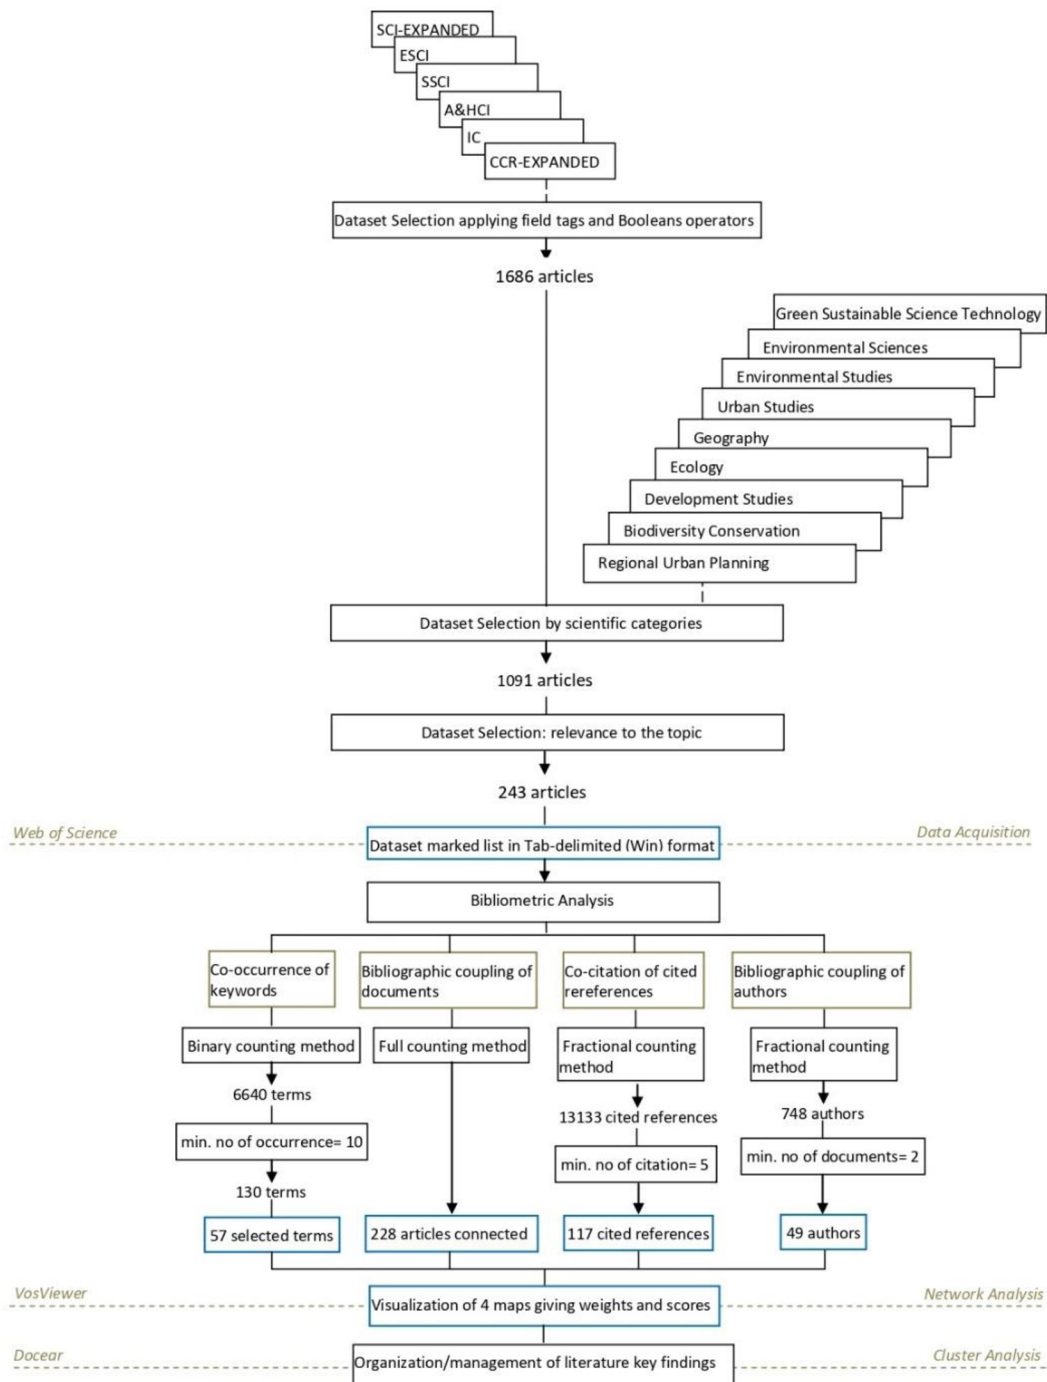 SCI-EXPANDED
ESCI
SSCI
A&HCI
IC
CCR-EXPANDED
Dataset Selection applying field tags and Booleans operators
1686 articles
Green Sustainable Science Technology
Environmental Sciences
Environmental Studies
Urban Studies
Geography
Ecology
Development Studies
Biodiversity Conservation
Regional Urban Planning
Dataset Selection by scientific categories
1091 articles
Dataset Selection: relevance to the topic
243 articles
Web of Science
Data Acquisition
Dataset marked list in Tab-delimited (Win) format
Bibliometric Analysis
Co-occurrence of
keywords
Bibliographic coupling of
documents
Co-citation of cited
rereferences
Bibliographic coupling of
authors
Binary counting method
Full counting method
Fractional counting
method
Fractional counting
method
6640 terms
13133 cited references
748 authors
min. no of occurrence= 10
min. no of citation= 5
min. no of documents= 2
130 terms
57 selected terms
228 articles connected
117 cited references
49 authors
VosViewer
Network Analysis
Visualization of 4 maps giving weights and scores
Docear
Cluster Analysis
Organization/management of literature key findings